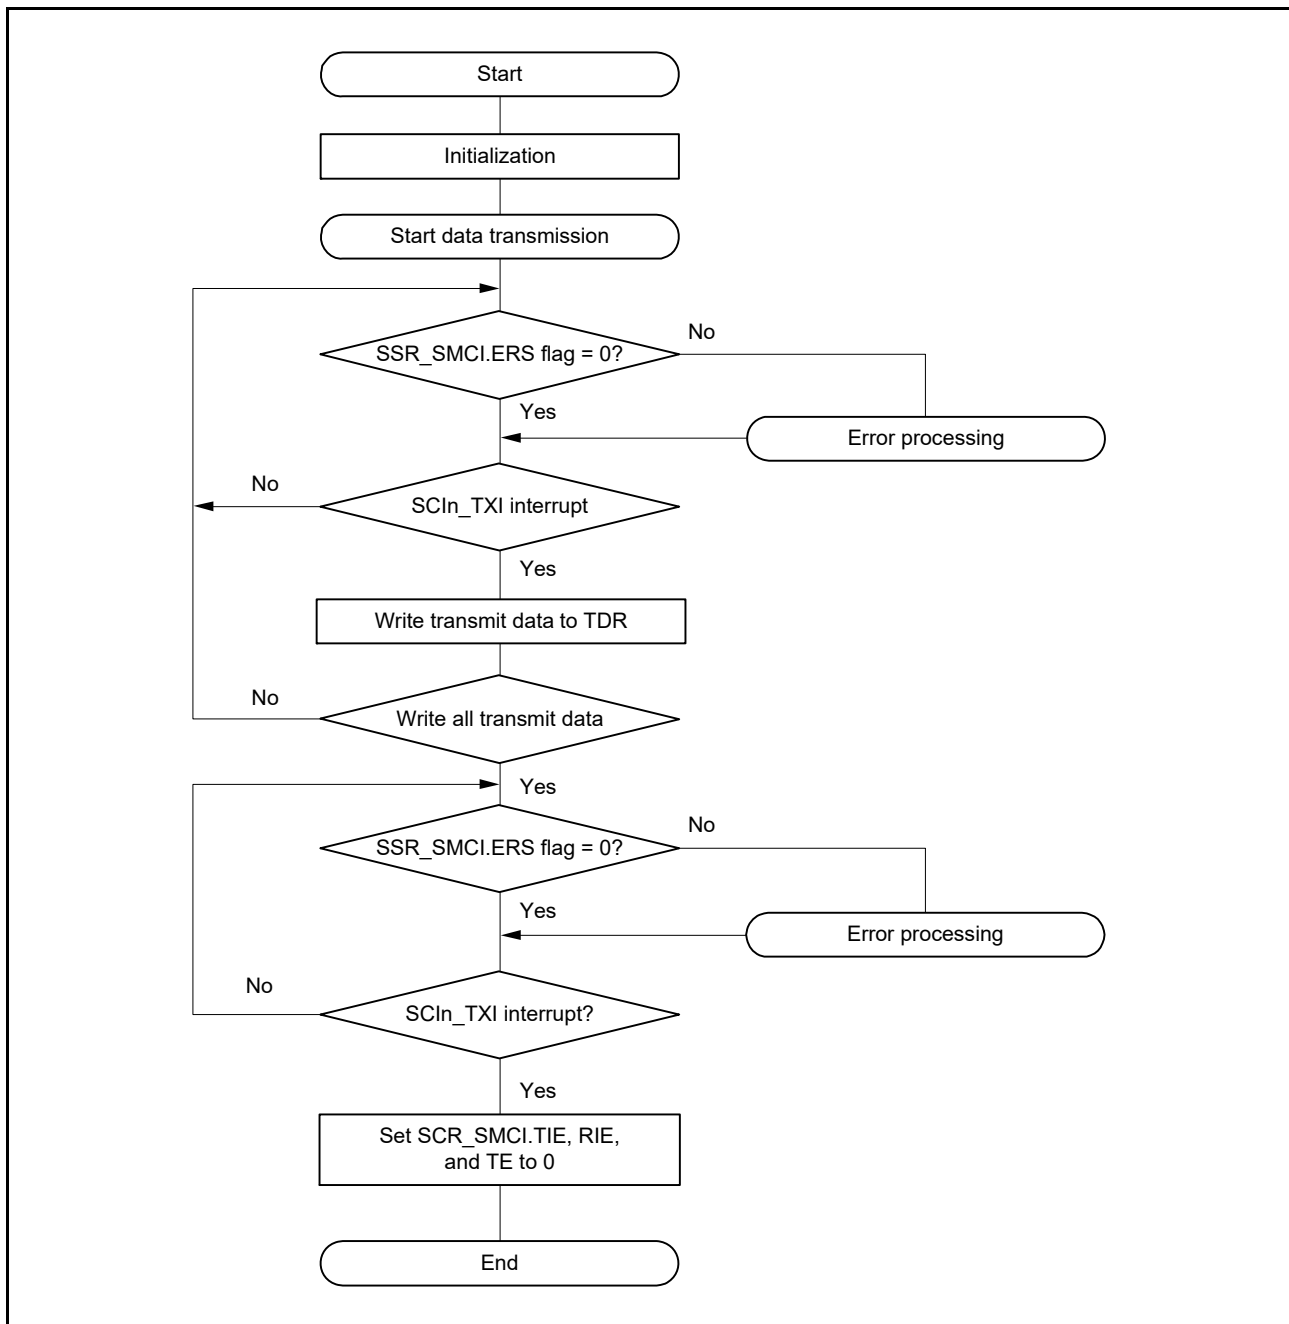 Start
Initialization
Start data transmission
SSR_SMCI.ERS flag = 0?
No
Yes
Error processing
SCIn_TXI interrupt
No
Yes
Write transmit data to TDR
Write all transmit data
No
Yes
SSR_SMCI.ERS flag = 0?
No
Yes
Error processing
SCIn_TXI interrupt?
No
Yes
Set SCR_SMCI.TIE, RIE,
and TE to 0
End